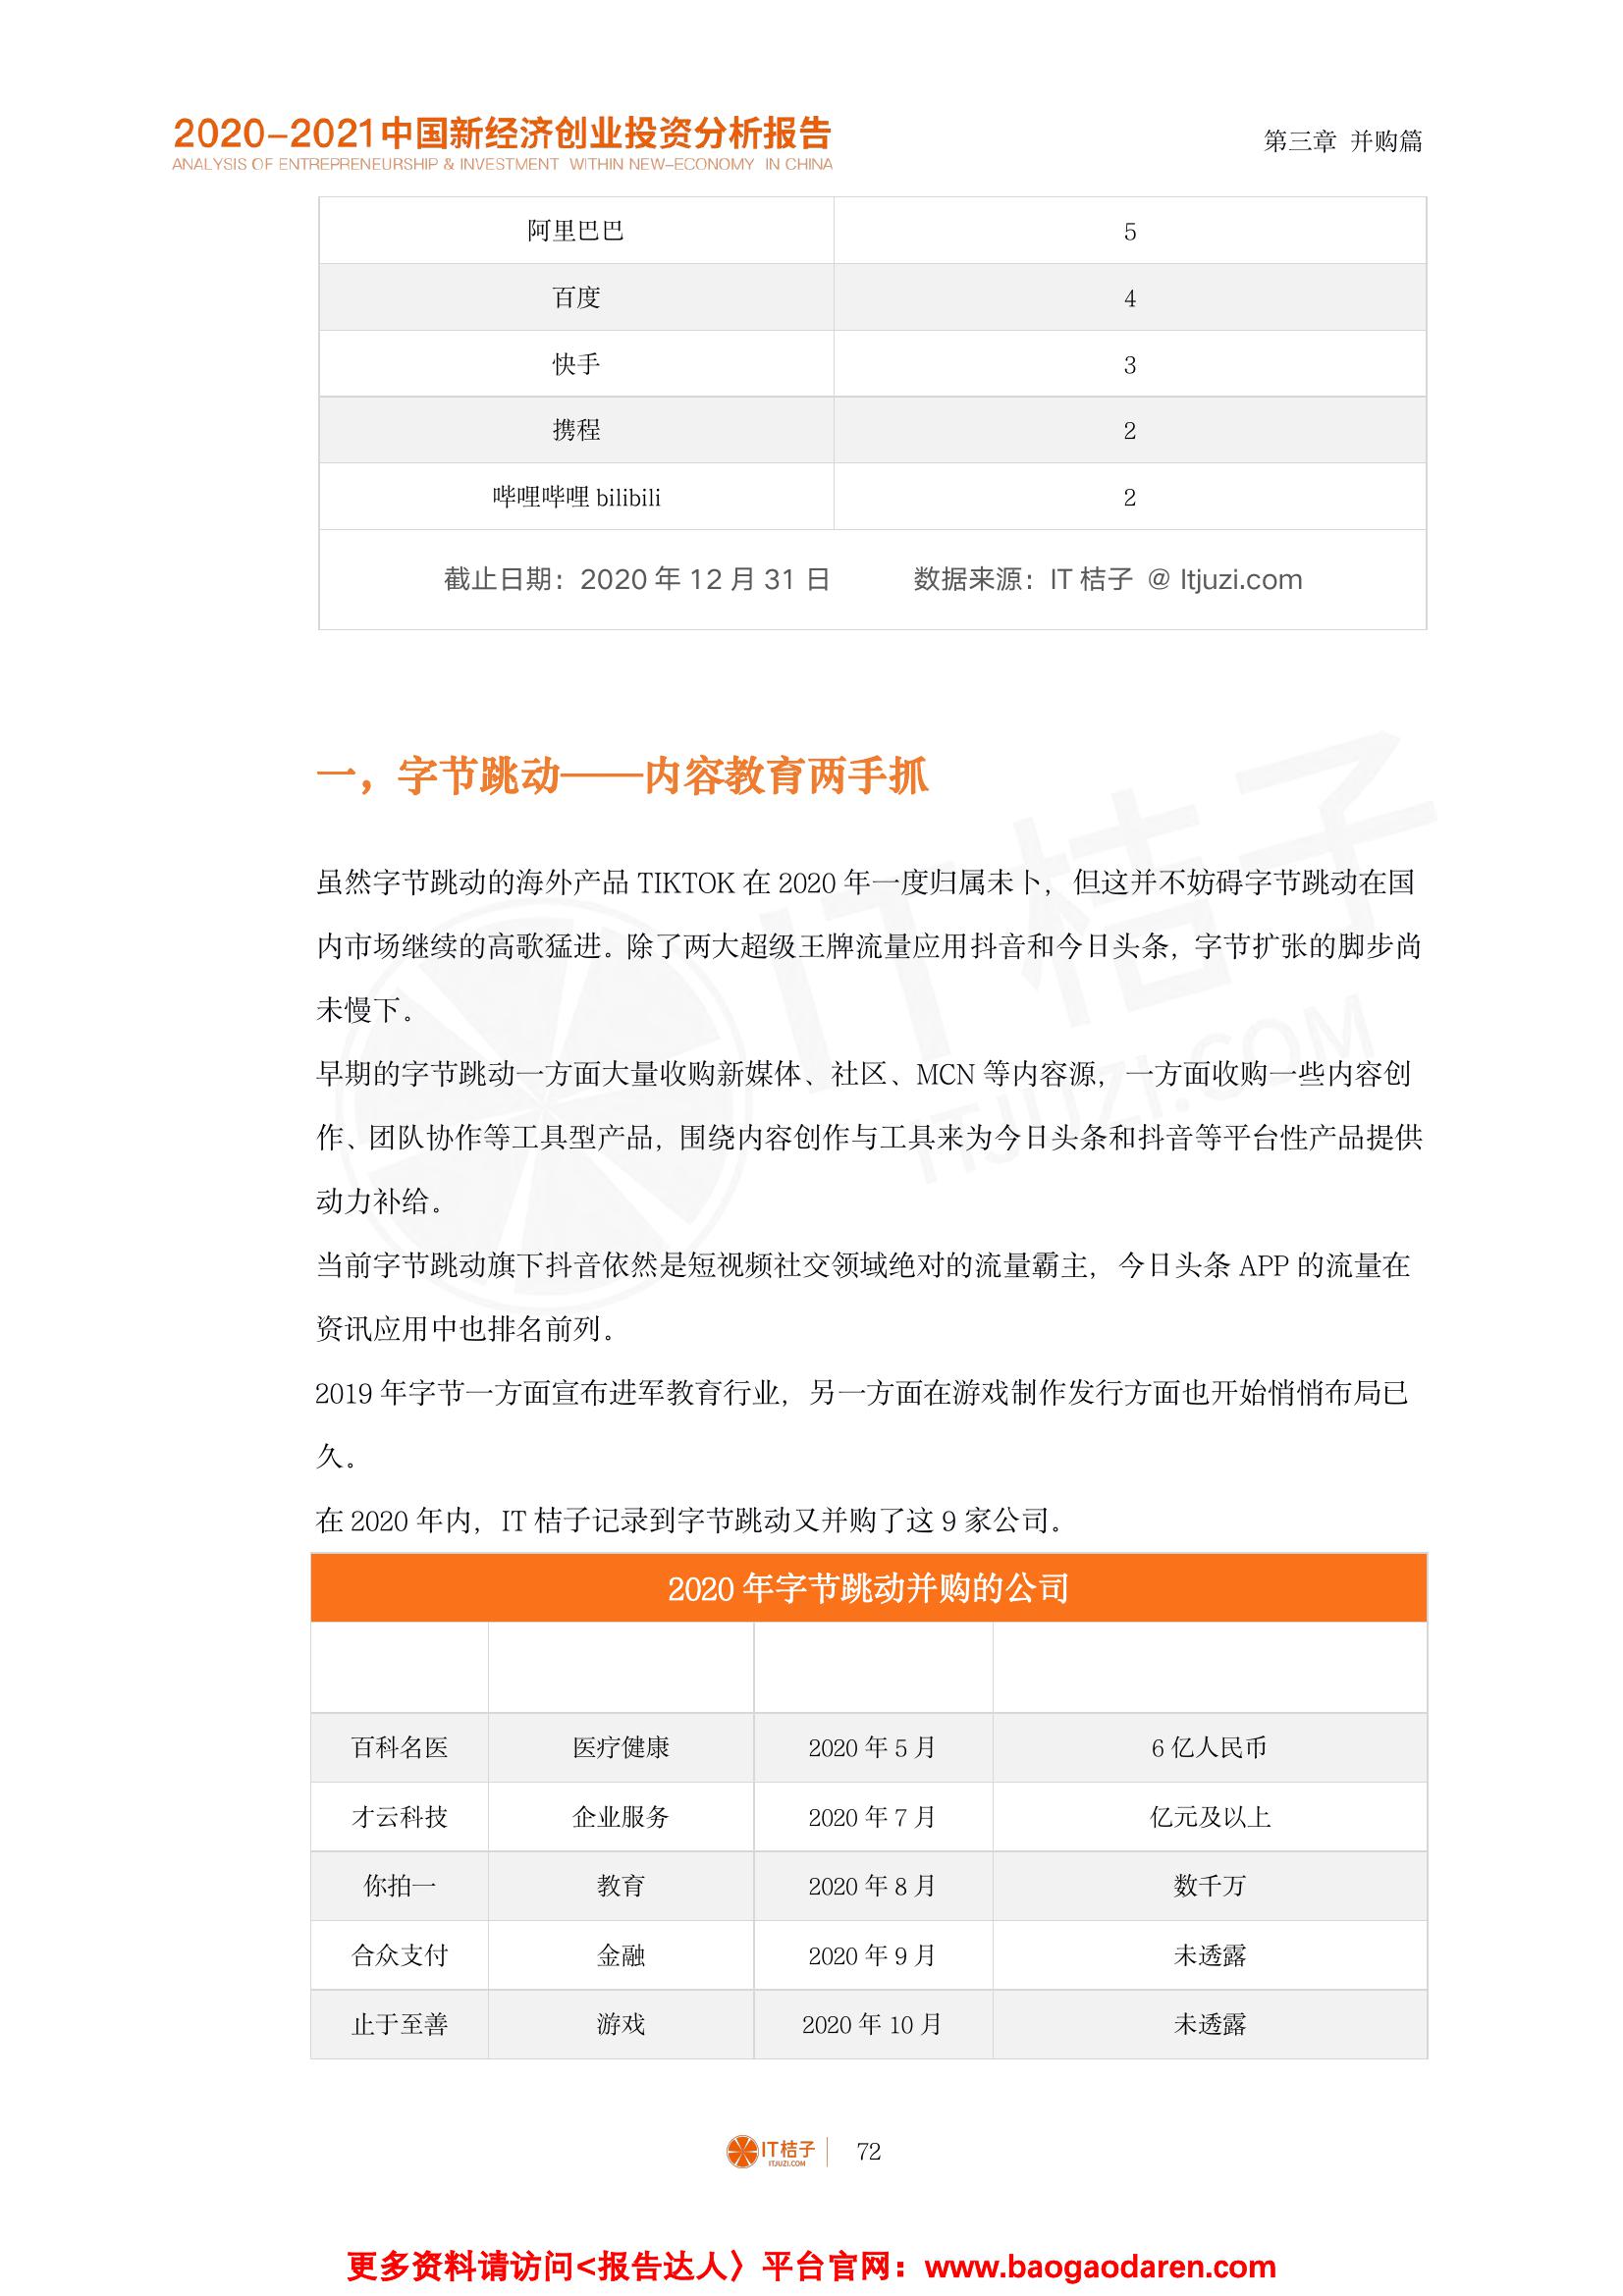 2020-2021中国新经济创业投资分析报告
ANALYSIS OF ENTREPRENEURSHIP & INVESTMENT WITHIN NEW-ECONOMY IN CHINA
第三章 并购篇
阿里巴巴 5
百度 4
快手 3
携程 2
哔哩哔哩 bilibili 2
截止日期：2020 年 12 月 31 日 数据来源：IT 桔子 @ Itjuzi.com
一，字节跳动——内容教育两手抓
虽然字节跳动的海外产品 TIKTOK 在 2020 年一度归属未卜，但这并不妨碍字节跳动在国
内市场继续的高歌猛进。除了两大超级王牌流量应用抖音和今日头条，字节扩张的脚步尚
未慢下。
早期的字节跳动一方面大量收购新媒体、社区、MCN 等内容源，一方面收购一些内容创
作、团队协作等工具型产品，围绕内容创作与工具来为今日头条和抖音等平台性产品提供
动力补给。
当前字节跳动旗下抖音依然是短视频社交领域绝对的流量霸主，今日头条 APP 的流量在
资讯应用中也排名前列。
2019 年字节一方面宣布进军教育行业，另一方面在游戏制作发行方面也开始悄悄布局已
久。
在 2020 年内，IT 桔子记录到字节跳动又并购了这 9 家公司。
2020 年字节跳动并购的公司
百科名医 医疗健康 2020 年 5 月 6 亿人民币
才云科技 企业服务 2020 年 7 月 亿元及以上
你拍一 教育 2020 年 8 月 数千万
合众支付 金融 2020 年 9 月 未透露
止于至善 游戏 2020 年 10 月 未透露
IT桔子
ITJUZI.COM
72
更多资料请访问<报告达人〉平台官网：www.baogaodaren.com
IT桔子
ITJUZI.COM